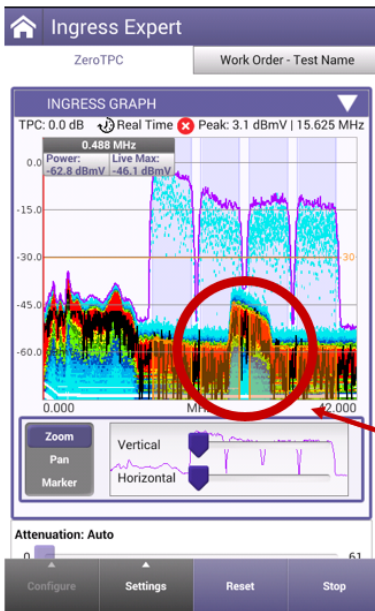 Ingress Expert
ZeroTPC
Work Order - Test Name
INGRESS GRAPH
TPC: 0.0 dB Real Time Peak: 3.1 dBmV | 15.625 MHz
0.488 MHz
Power: Live Max:
-62.8 dBmV -46.1 dBmV
0.0
-15.0
-30.0 30
-45.0
-60.0
0.000 MH 42.000
Zoom
Pan
Marker
Vertical
Horizontal
Attenuation: Auto
0 61
Configure Settings Reset Stop